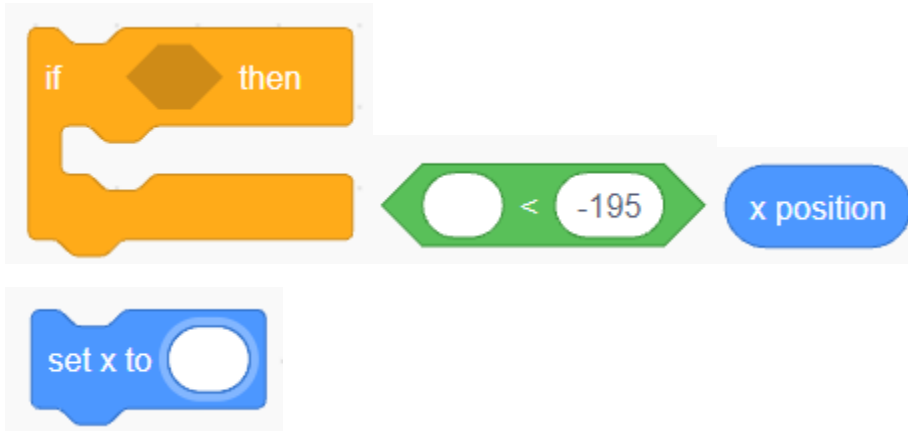 if then
< -195
x position
set x to